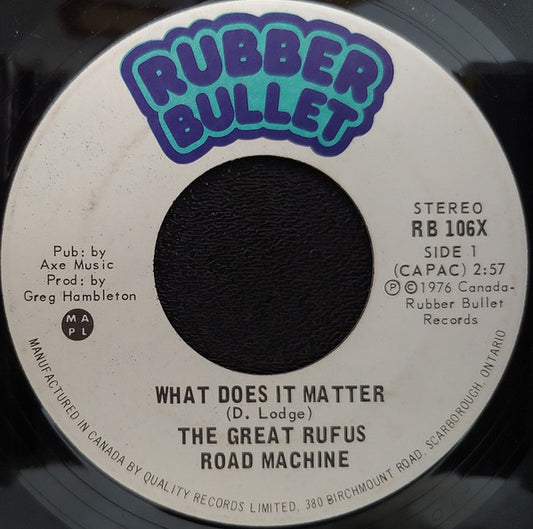 RUBBER
BULLET
STEREO
RB 106X
SIDE 1
(CAPAC) 2:57
Ⓟ©1976 Canada-
Rubber Bullet
Records
Pub: by
Axe Music
Prod: by
Greg Hambleton
M A
P L
WHAT DOES IT MATTER
(D. Lodge)
THE GREAT RUFUS
ROAD MACHINE
MANUFACTURED IN CANADA BY QUALITY RECORDS LIMITED, 380 BIRCHMOUNT ROAD, SCARBOROUGH, ONTARIO